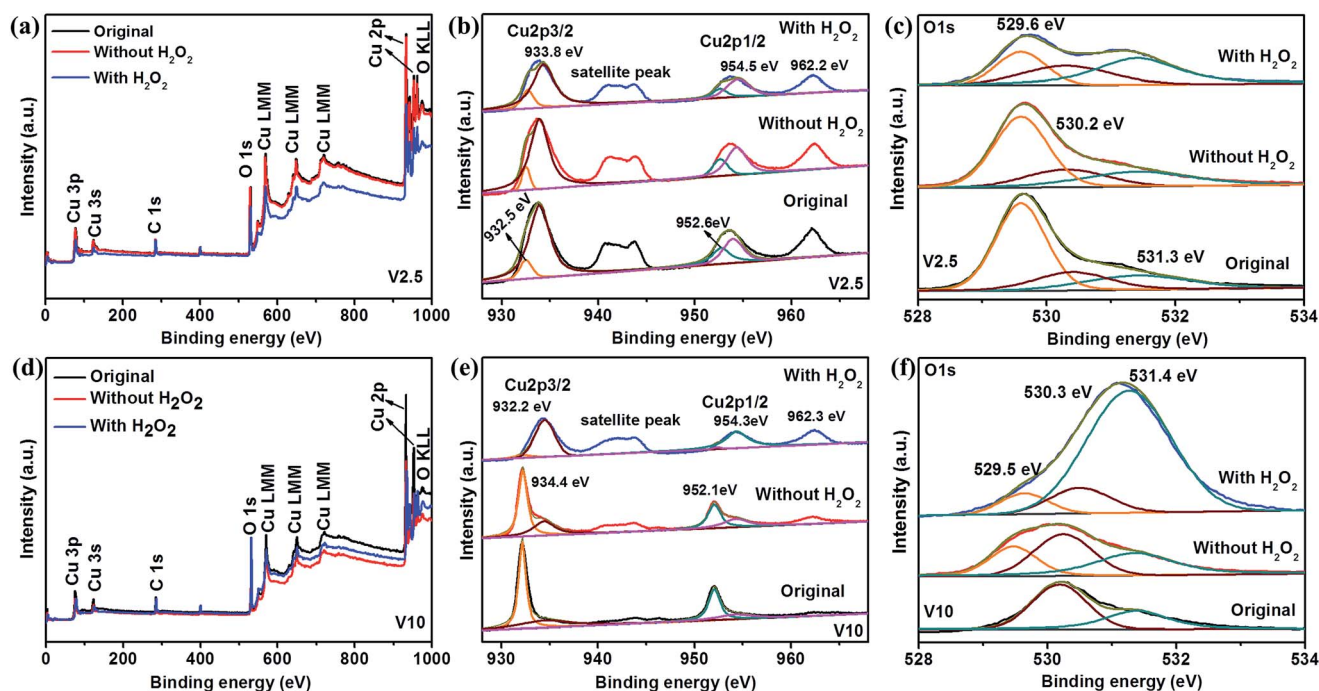 (a)
Original
Without H₂O₂
With H₂O₂
Cu 3p
Cu 3s
C 1s
O 1s
Cu LMM
Cu LMM
Cu LMM
Cu 2p
O KLL
V2.5
Intensity (a.u.)
0 200 400 600 800 1000
Binding energy (eV)
(b)
Cu2p3/2
933.8 eV
satellite peak
With H₂O₂
Cu2p1/2
954.5 eV
962.2 eV
Without H₂O₂
932.5 eV
952.6eV
Original
V2.5
Intensity (a.u.)
930 940 950 960
Binding energy (eV)
(c)
O1s
529.6 eV
With H₂O₂
530.2 eV
Without H₂O₂
V2.5
531.3 eV
Original
Intensity (a.u.)
528 530 532 534
Binding energy (eV)
(d)
Original
Without H₂O₂
With H₂O₂
Cu 3p
Cu 3s
C 1s
O 1s
Cu LMM
Cu LMM
Cu LMM
Cu 2p
O KLL
V10
Intensity (a.u.)
0 200 400 600 800 1000
Binding energy (eV)
(e)
Cu2p3/2
932.2 eV
satellite peak
With H₂O₂
Cu2p1/2
954.3eV
962.3 eV
934.4 eV
952.1eV
Without H₂O₂
Original
V10
Intensity (a.u.)
930 940 950 960
Binding energy (eV)
(f)
O1s
531.4 eV
530.3 eV
529.5 eV
With H₂O₂
Without H₂O₂
V10
Original
Intensity (a.u.)
528 530 532 534
Binding energy (eV)